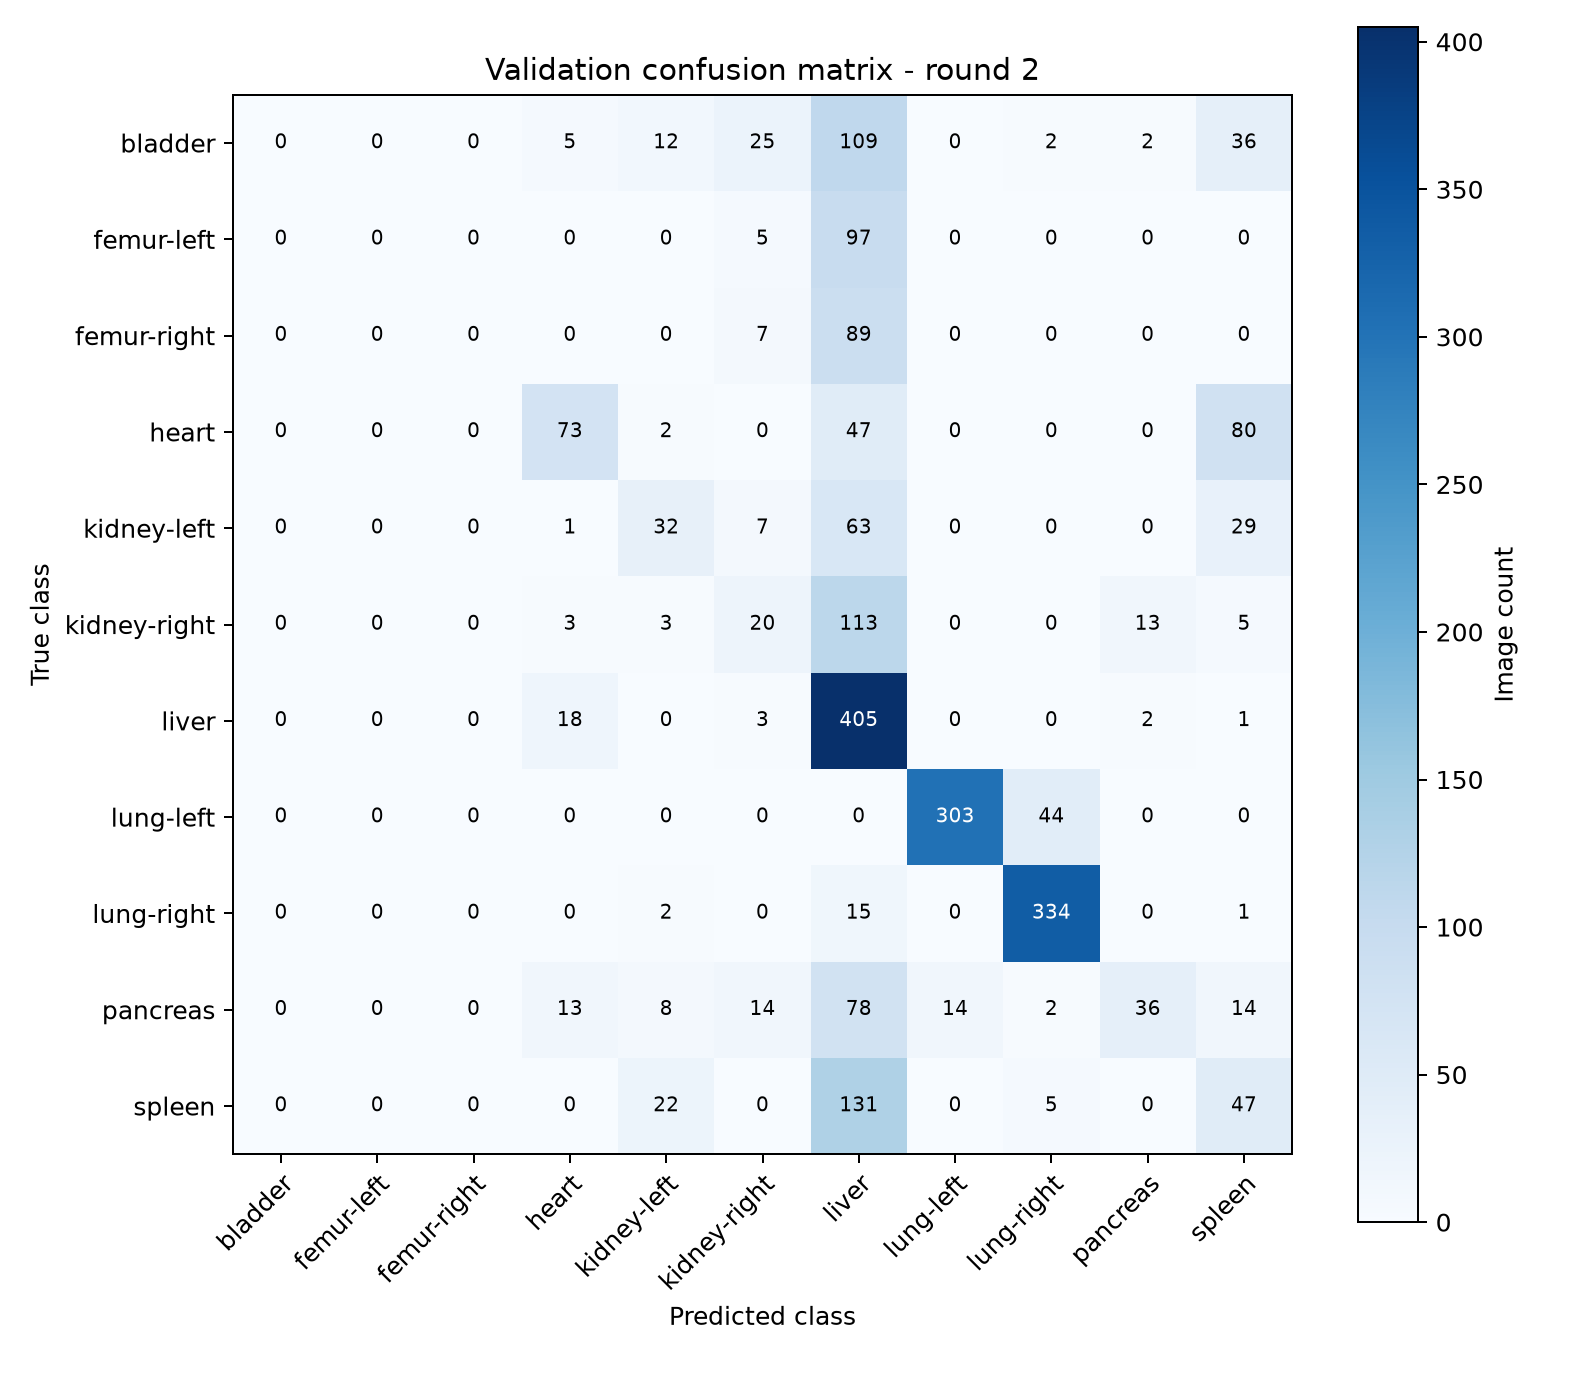 Validation confusion matrix - round 2
True class
bladder 0 0 0 5 12 25 109 0 2 2 36
femur-left 0 0 0 0 0 5 97 0 0 0 0
femur-right 0 0 0 0 0 7 89 0 0 0 0
heart 0 0 0 73 2 0 47 0 0 0 80
kidney-left 0 0 0 1 32 7 63 0 0 0 29
kidney-right 0 0 0 3 3 20 113 0 0 13 5
liver 0 0 0 18 0 3 405 0 0 2 1
lung-left 0 0 0 0 0 0 0 303 44 0 0
lung-right 0 0 0 0 2 0 15 0 334 0 1
pancreas 0 0 0 13 8 14 78 14 2 36 14
spleen 0 0 0 0 22 0 131 0 5 0 47
bladder femur-left femur-right heart kidney-left kidney-right liver lung-left lung-right pancreas spleen
Predicted class
400
350
300
250
200
150
100
50
0
Image count